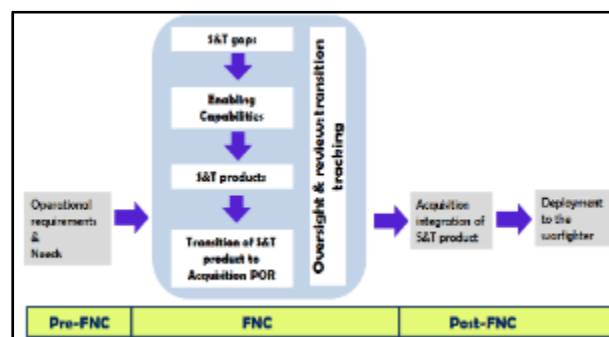 S&T gaps
Enabling
Capabilities
S&T products
Transition of S&T
product to
Acquisition POR
Oversight & review: transition
tracking
Operational
requirements
&
Needs
Acquisition
integration of
S&T product
Deployment
to the
warfighter
Pre-FNC
FNC
Post-FNC